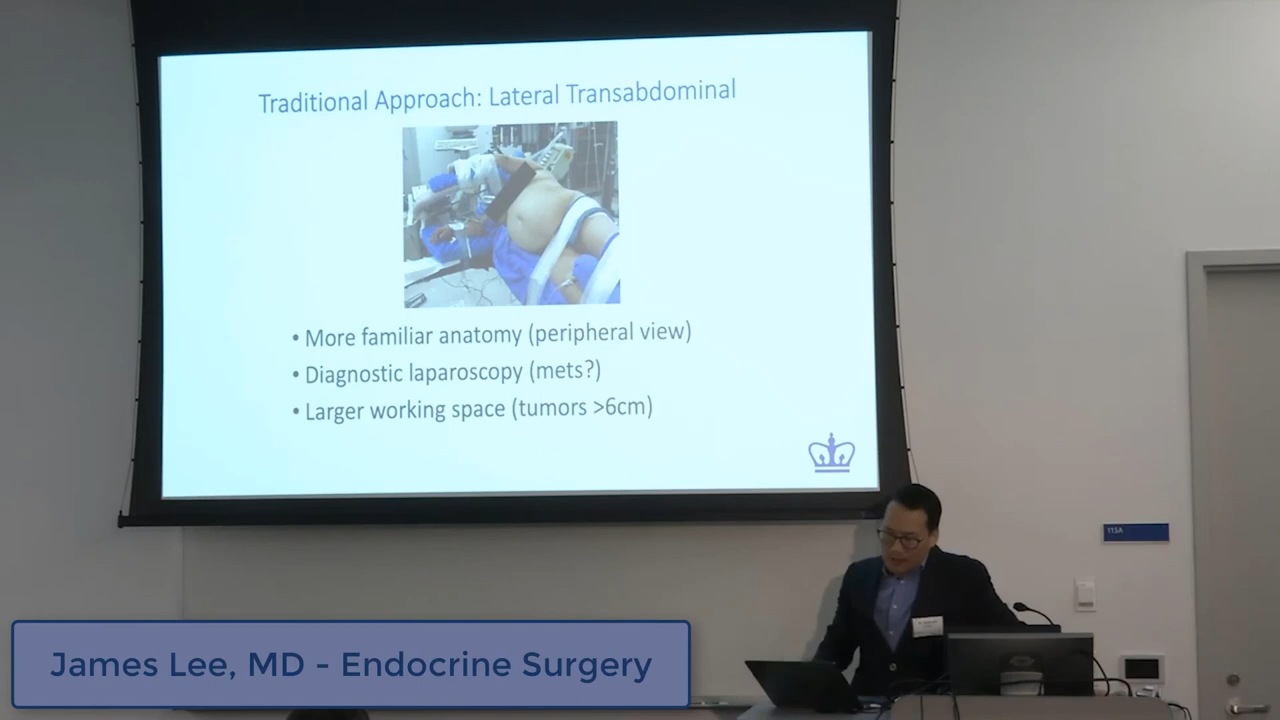 Traditional Approach: Lateral Transabdominal
• More familiar anatomy (peripheral view)
• Diagnostic laparoscopy (mets?)
• Larger working space (tumors >6cm)
115A
James Lee, MD - Endocrine Surgery